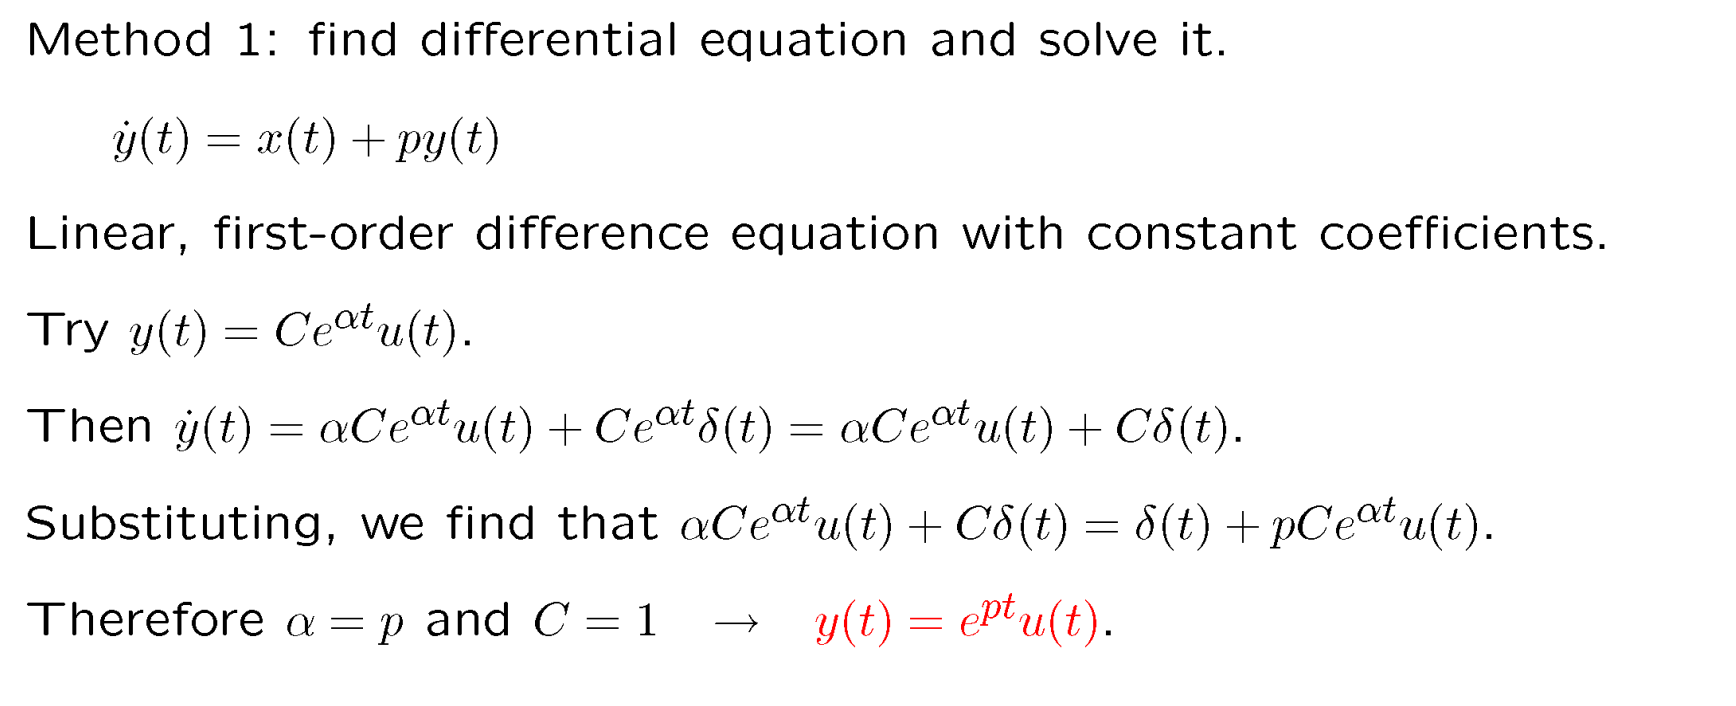 Method 1: find differential equation and solve it.
ẏ(t) = x(t) + py(t)
Linear, first-order difference equation with constant coefficients.
Try y(t) = Ce^{αt}u(t).
Then ẏ(t) = αCe^{αt}u(t) + Ce^{αt}δ(t) = αCe^{αt}u(t) + Cδ(t).
Substituting, we find that αCe^{αt}u(t) + Cδ(t) = δ(t) + pCe^{αt}u(t).
Therefore α = p and C = 1 → y(t) = e^{pt}u(t).